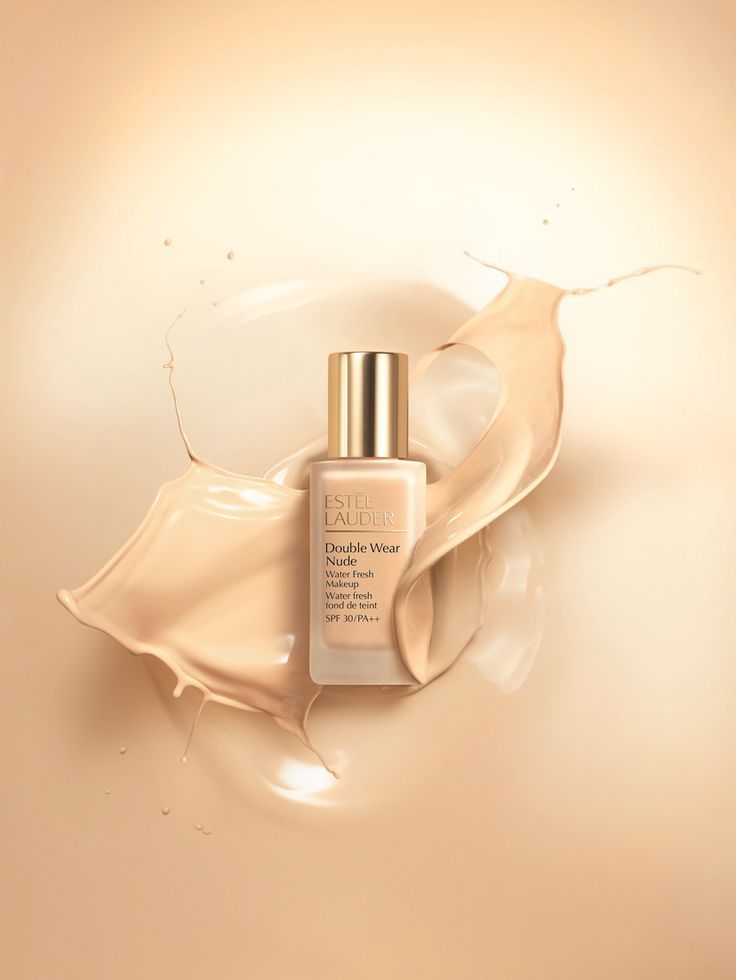 ESTĒE
LAUDER
Double Wear
Nude
Water Fresh
Makeup
Water fresh
fond de teint
SPF 30/PA++